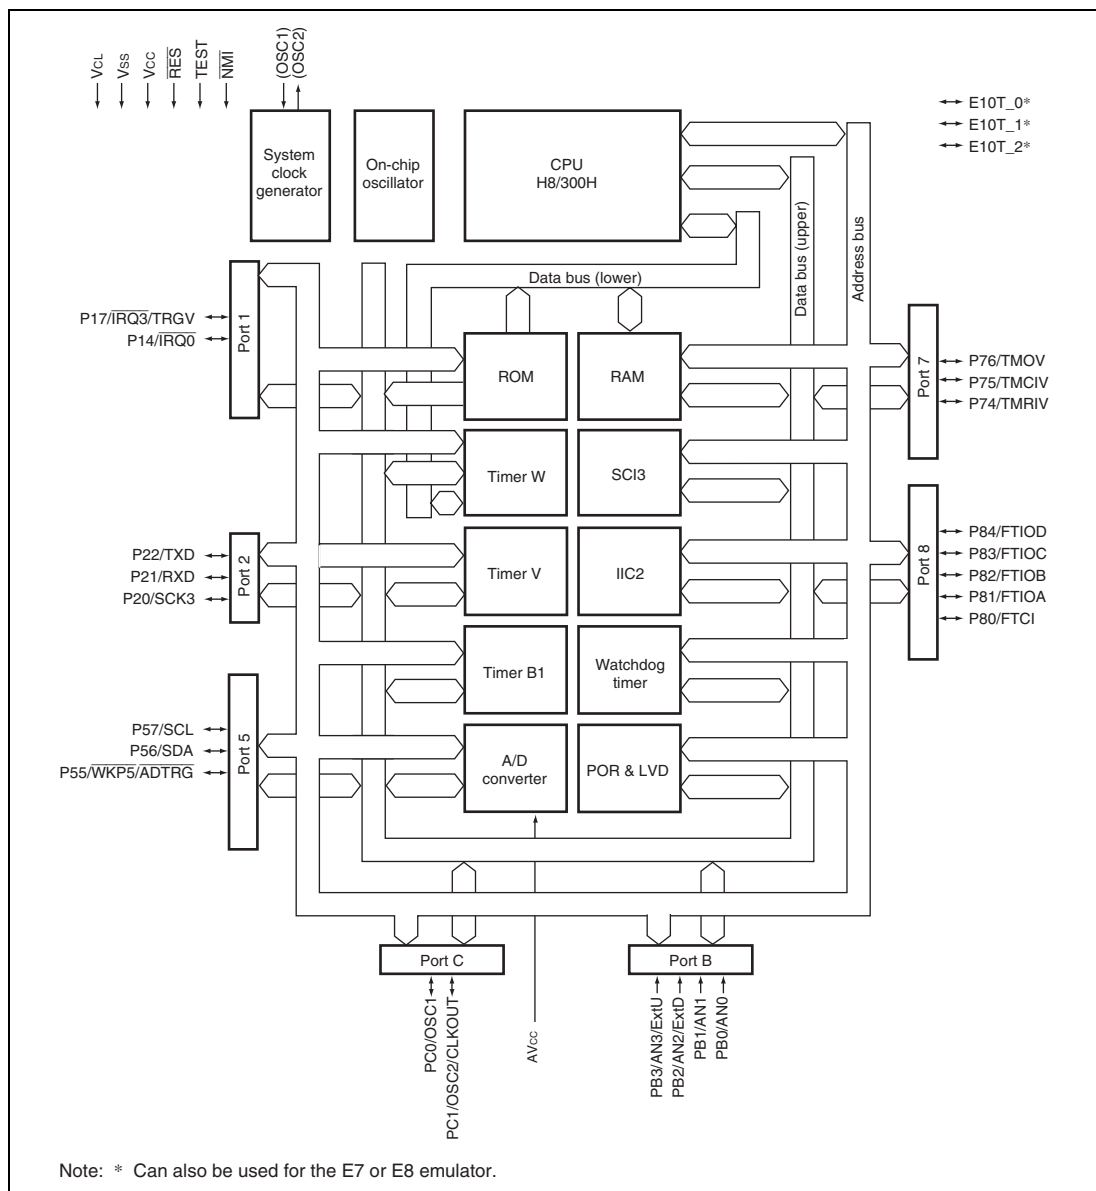 VCL
VSS
VCC
RES
TEST
NMI
(OSC1)
(OSC2)
E10T_0*
E10T_1*
E10T_2*
System
clock
generator
On-chip
oscillator
CPU
H8/300H
Data bus (lower)
Data bus (upper)
Address bus
P17/IRQ3/TRGV
P14/IRQ0
Port 1
ROM
RAM
Port 7
P76/TMOV
P75/TMCIV
P74/TMRIV
Timer W
SCI3
P22/TXD
P21/RXD
P20/SCK3
Port 2
Timer V
IIC2
Port 8
P84/FTIOD
P83/FTIOC
P82/FTIOB
P81/FTIOA
P80/FTCI
Timer B1
Watchdog
timer
P57/SCL
P56/SDA
P55/WKP5/ADTRG
Port 5
A/D
converter
POR & LVD
Port C
Port B
PC0/OSC1
PC1/OSC2/CLKOUT
AVCC
PB3/AN3/ExtU
PB2/AN2/ExtD
PB1/AN1
PB0/AN0
Note: * Can also be used for the E7 or E8 emulator.